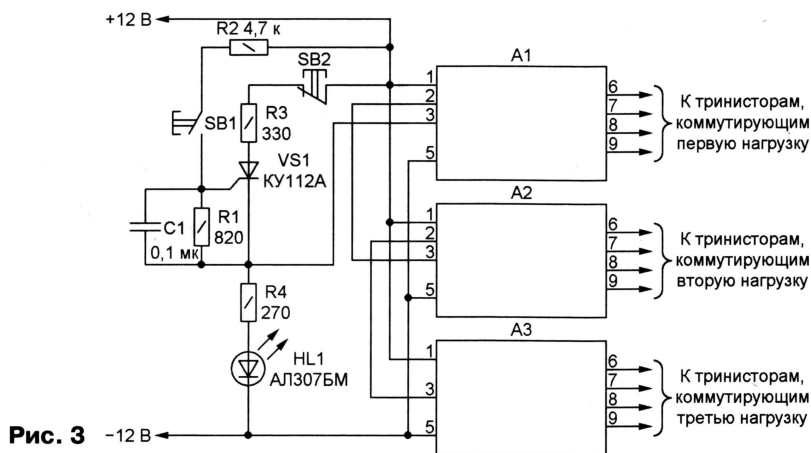 +12 В
R2 4,7 к
SB2
SB1
R3
330
VS1
КУ112А
C1
0,1 мк
R1
820
R4
270
HL1
АЛ307БМ
Рис. 3
−12 В
A1
1
2
3
5
6
7
8
9
К тринисторам,
коммутирующим
первую нагрузку
A2
1
2
3
5
6
7
8
9
К тринисторам,
коммутирующим
вторую нагрузку
A3
1
3
5
6
7
8
9
К тринисторам,
коммутирующим
третью нагрузку